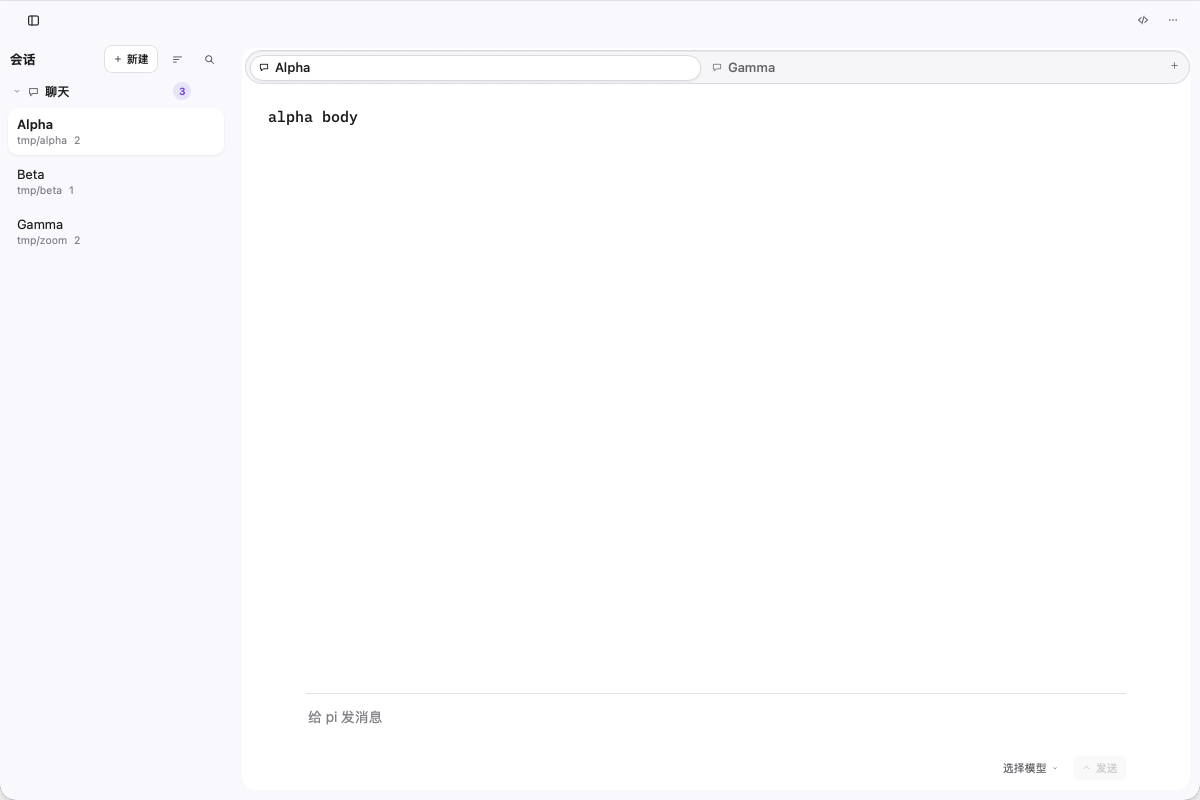 会话
+ 新建
聊天
3
Alpha
tmp/alpha 2
Beta
tmp/beta 1
Gamma
tmp/zoom 2
Alpha
Gamma
+
alpha body
给 pi 发消息
选择模型
发送